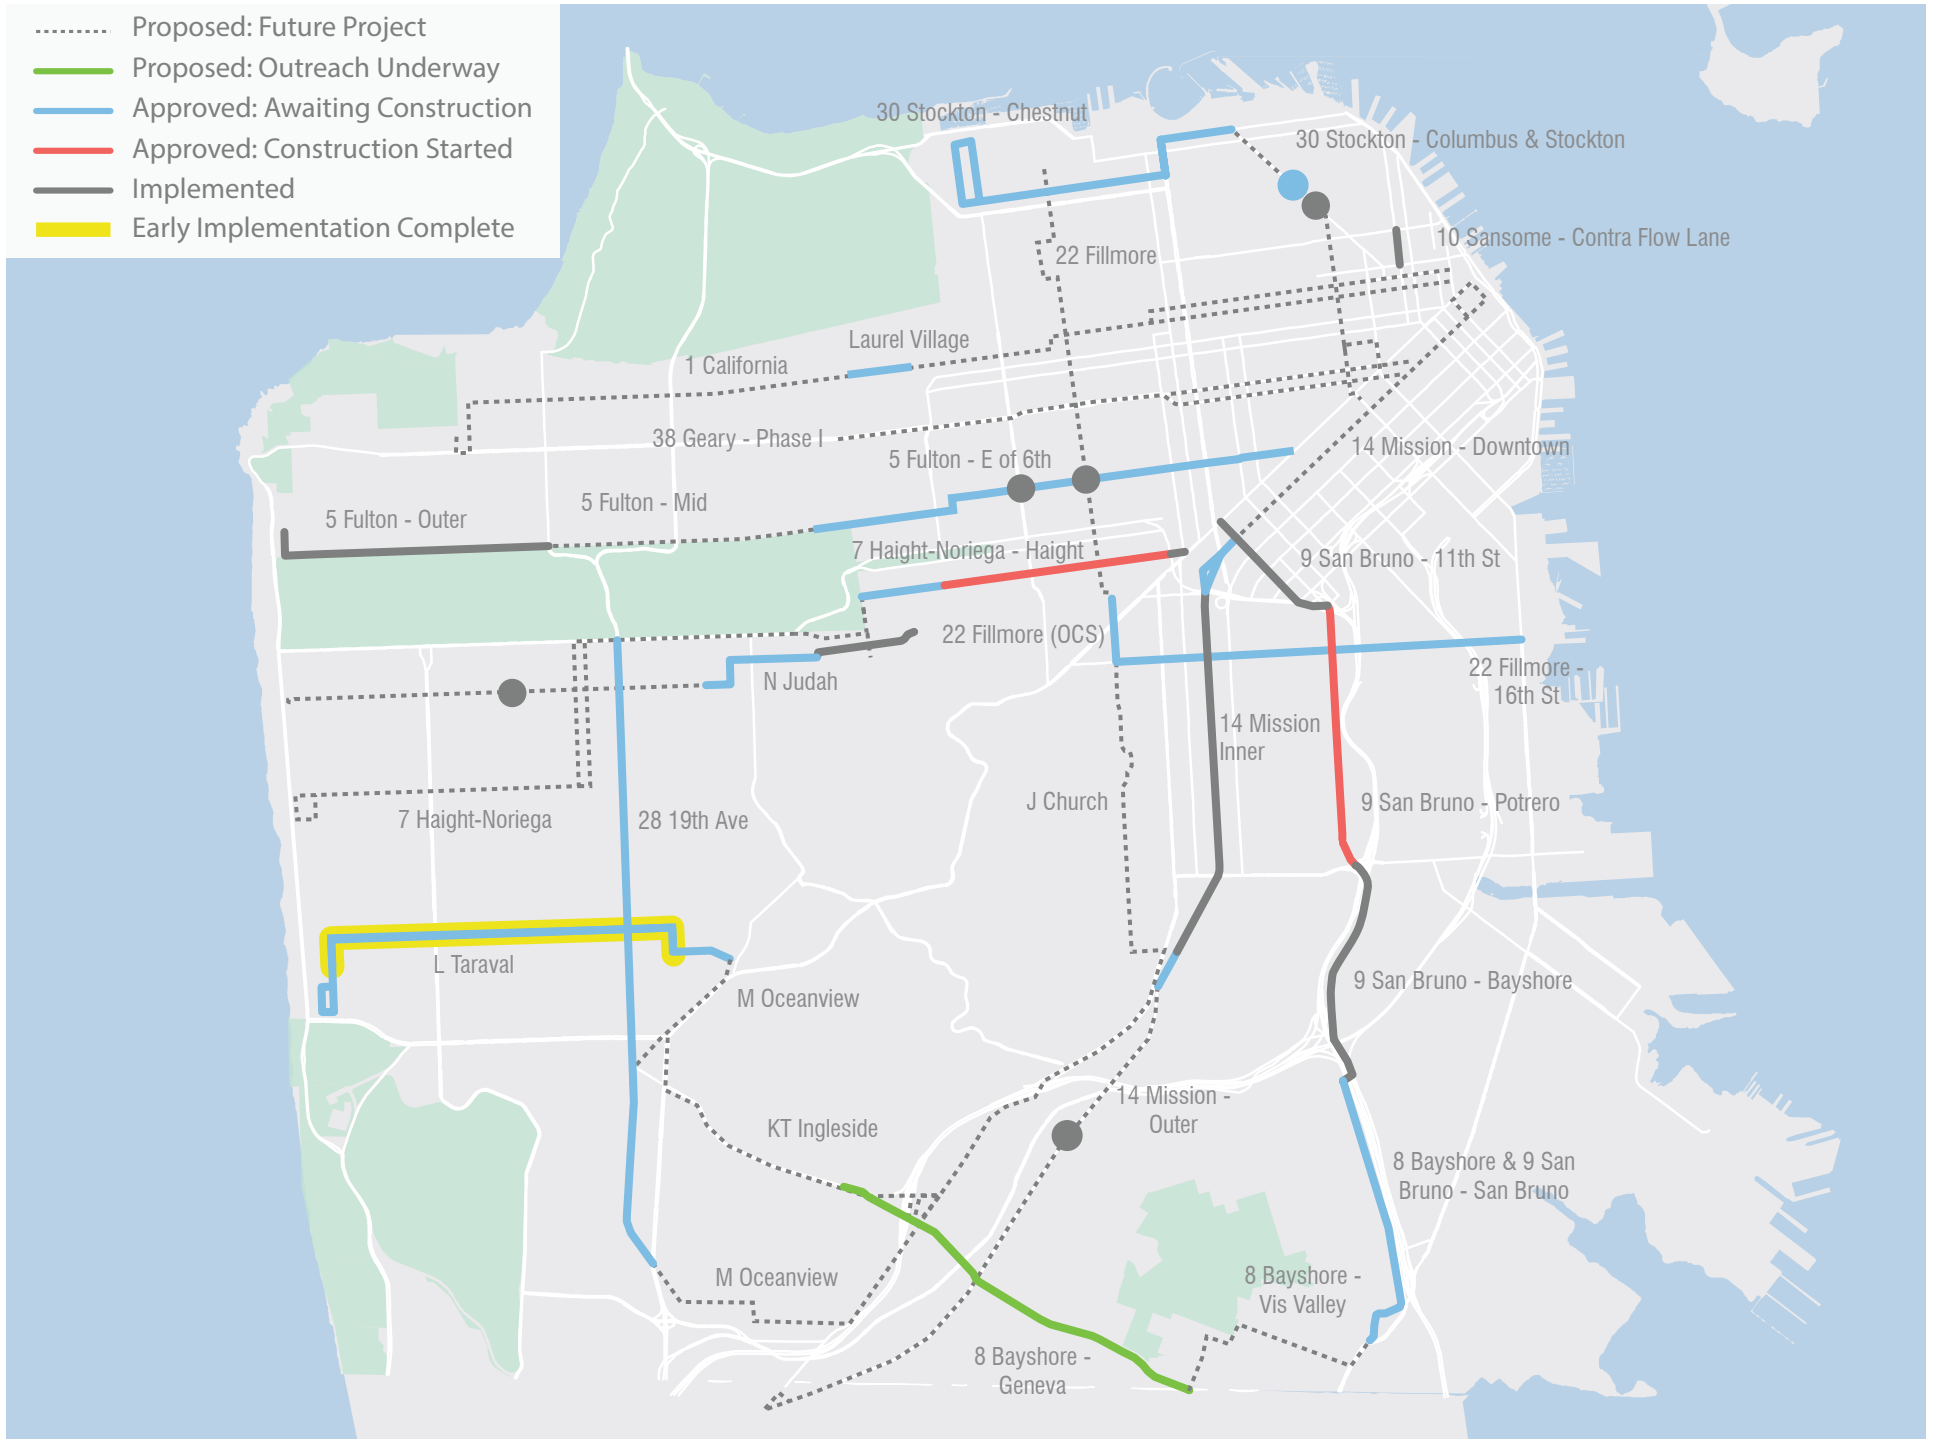 Proposed: Future Project
Proposed: Outreach Underway
Approved: Awaiting Construction
Approved: Construction Started
Implemented
Early Implementation Complete
30 Stockton - Chestnut
30 Stockton - Columbus & Stockton
10 Sansome - Contra Flow Lane
22 Fillmore
Laurel Village
1 California
38 Geary - Phase I
14 Mission - Downtown
5 Fulton - E of 6th
5 Fulton - Mid
5 Fulton - Outer
7 Haight-Noriega - Haight
9 San Bruno - 11th St
22 Fillmore (OCS)
22 Fillmore -
16th St
N Judah
14 Mission
Inner
J Church
9 San Bruno - Potrero
7 Haight-Noriega
28 19th Ave
L Taraval
9 San Bruno - Bayshore
M Oceanview
14 Mission -
Outer
KT Ingleside
8 Bayshore & 9 San
Bruno - San Bruno
M Oceanview
8 Bayshore -
Vis Valley
8 Bayshore -
Geneva